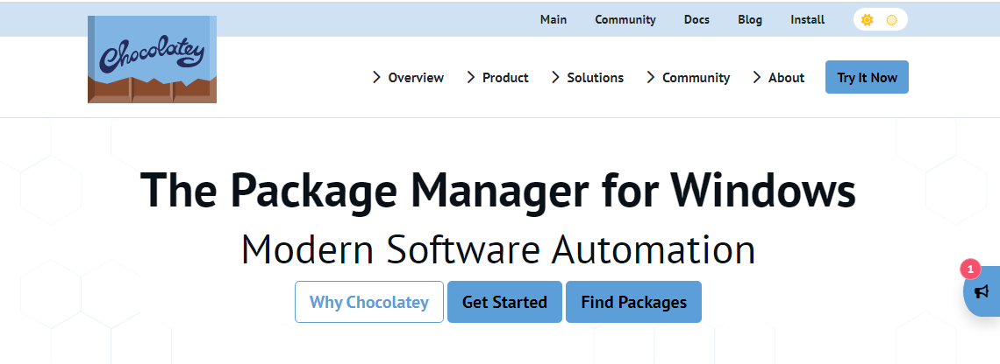 Main Community Docs Blog Install
Chocolatey
Overview Product Solutions Community About Try It Now
The Package Manager for Windows
Modern Software Automation
1
Why Chocolatey Get Started Find Packages